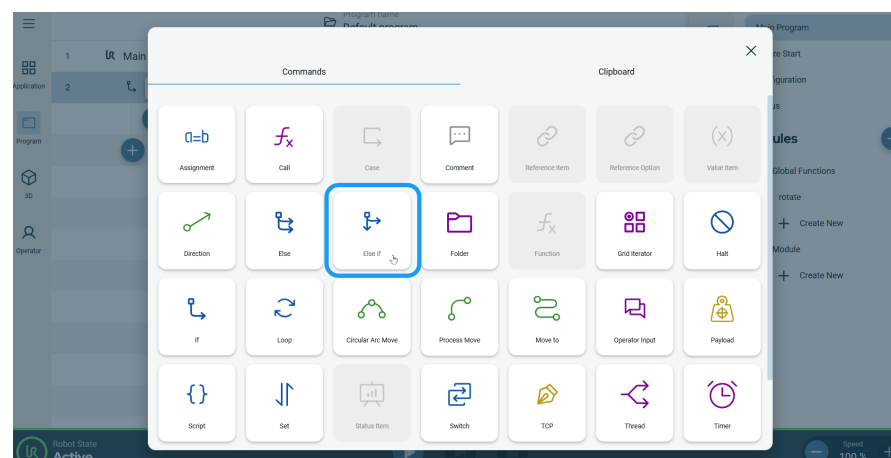 Program name
Default program
Main Program
Application
Program
3D
Operator
1
Main
2
Commands
Clipboard
a=b
Assignment
Call
Case
Comment
Reference Item
Reference Option
(x)
Value Item
Direction
Else
Else If
Folder
Function
Grid Iterator
Halt
If
Loop
Circular Arc Move
Process Move
Move to
Operator Input
Payload
{ }
Script
Set
Status Item
Switch
TCP
Thread
Timer
Global Functions
rotate
Create New
Module
Create New
Robot State
Active
Speed
100 %